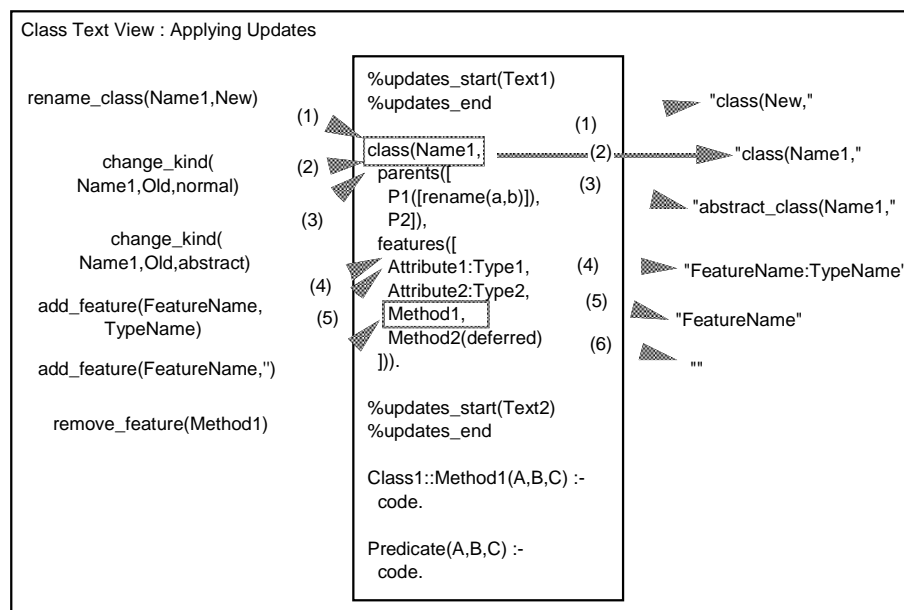 Class Text View : Applying Updates
rename_class(Name1,New)
(1)
change_kind(
Name1,Old,normal)
(2)
(3)
change_kind(
Name1,Old,abstract)
(4)
add_feature(FeatureName,
TypeName)
(5)
add_feature(FeatureName,'')
remove_feature(Method1)
%updates_start(Text1)
%updates_end
class(Name1,
parents([
P1([rename(a,b)]),
P2]),
features([
Attribute1:Type1,
Attribute2:Type2,
Method1,
Method2(deferred)
])).
%updates_start(Text2)
%updates_end
Class1::Method1(A,B,C) :-
code.
Predicate(A,B,C) :-
code.
(1)
"class(New,"
(2)
"class(Name1,"
(3)
"abstract_class(Name1,"
(4)
"FeatureName:TypeName"
(5)
"FeatureName"
(6)
""